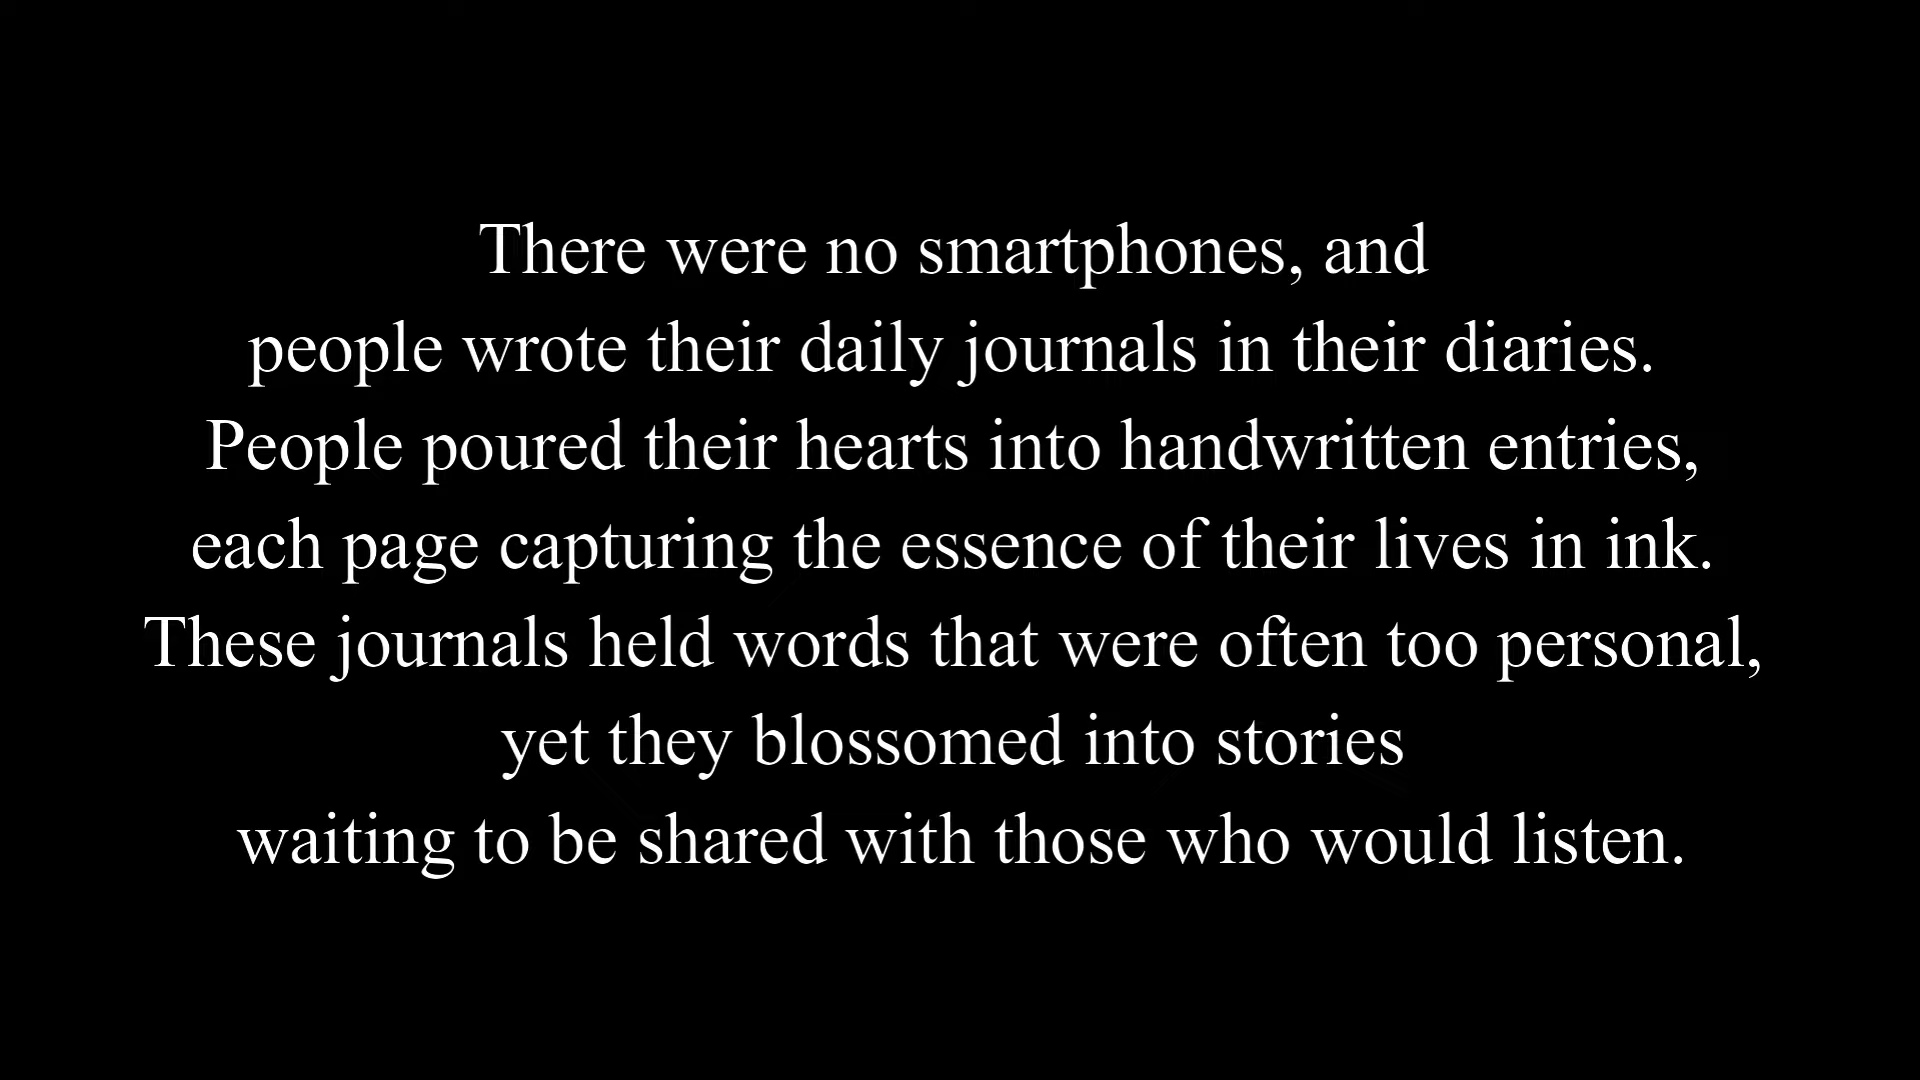 There were no smartphones, and
people wrote their daily journals in their diaries.
People poured their hearts into handwritten entries,
each page capturing the essence of their lives in ink.
These journals held words that were often too personal,
yet they blossomed into stories
waiting to be shared with those who would listen.